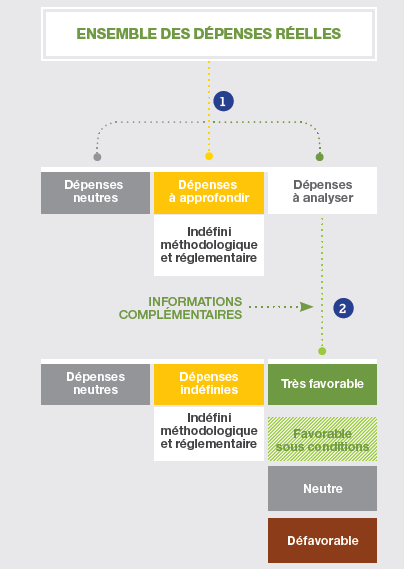 ENSEMBLE DES DÉPENSES RÉELLES
1
Dépenses
neutres
Dépenses
à approfondir
Dépenses
à analyser
Indéfini
méthodologique
et réglementaire
INFORMATIONS
COMPLÉMENTAIRES
2
Dépenses
neutres
Dépenses
indéfinies
Très favorable
Indéfini
méthodologique
et réglementaire
Favorable
sous conditions
Neutre
Défavorable